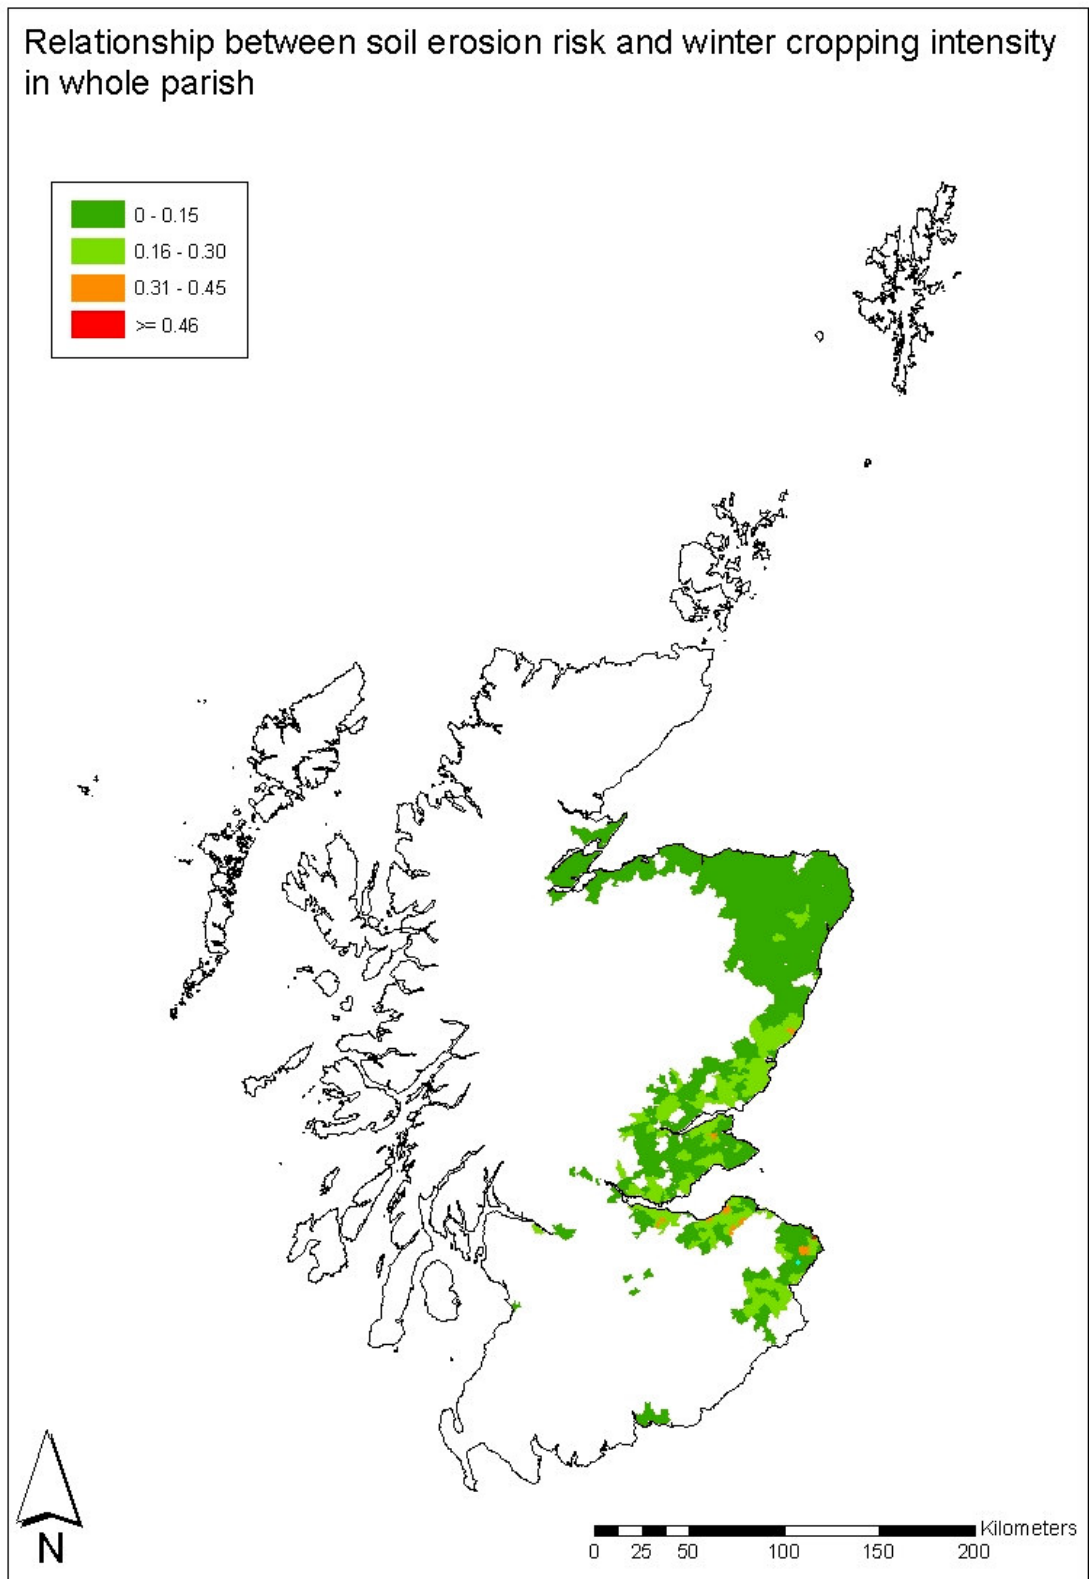 Relationship between soil erosion risk and winter cropping intensity
in whole parish
0 - 0.15
0.16 - 0.30
0.31 - 0.45
>= 0.46
N
Kilometers
0 25 50 100 150 200